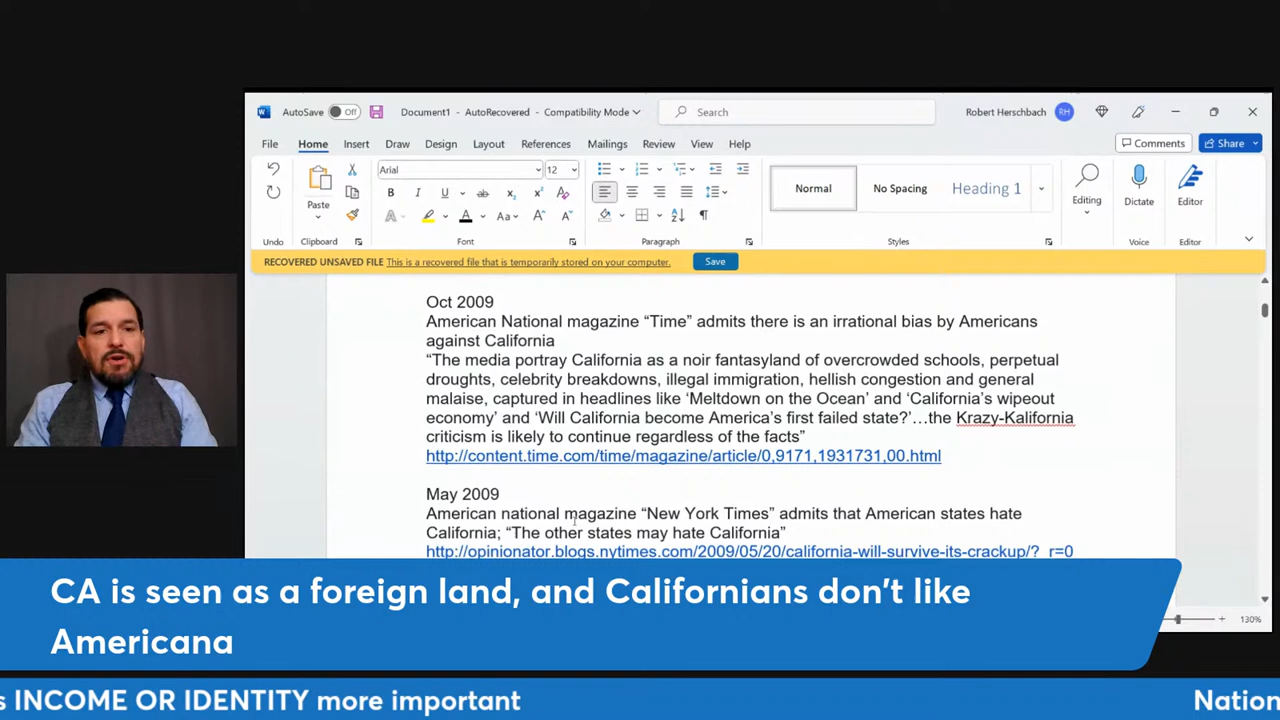 AutoSave Off Document1 - AutoRecovered - Compatibility Mode Search Robert Herschbach RH
File Home Insert Draw Design Layout References Mailings Review View Help Comments Share
Arial 12
Paste
B I U ab x₂ x² A
A A Aa A A
Normal No Spacing Heading 1
Editing Dictate Editor
Undo Clipboard Font Paragraph Styles Voice Editor
RECOVERED UNSAVED FILE This is a recovered file that is temporarily stored on your computer. Save
Oct 2009
American National magazine “Time” admits there is an irrational bias by Americans
against California
“The media portray California as a noir fantasyland of overcrowded schools, perpetual
droughts, celebrity breakdowns, illegal immigration, hellish congestion and general
malaise, captured in headlines like ‘Meltdown on the Ocean’ and ‘California’s wipeout
economy’ and ‘Will California become America’s first failed state?’…the Krazy-Kalifornia
criticism is likely to continue regardless of the facts”
http://content.time.com/time/magazine/article/0,9171,1931731,00.html
May 2009
American national magazine “New York Times” admits that American states hate
California; “The other states may hate California”
http://opinionator.blogs.nytimes.com/2009/05/20/california-will-survive-its-crackup/?_r=0
130%
CA is seen as a foreign land, and Californians don’t like
Americana
s INCOME OR IDENTITY more important Nation